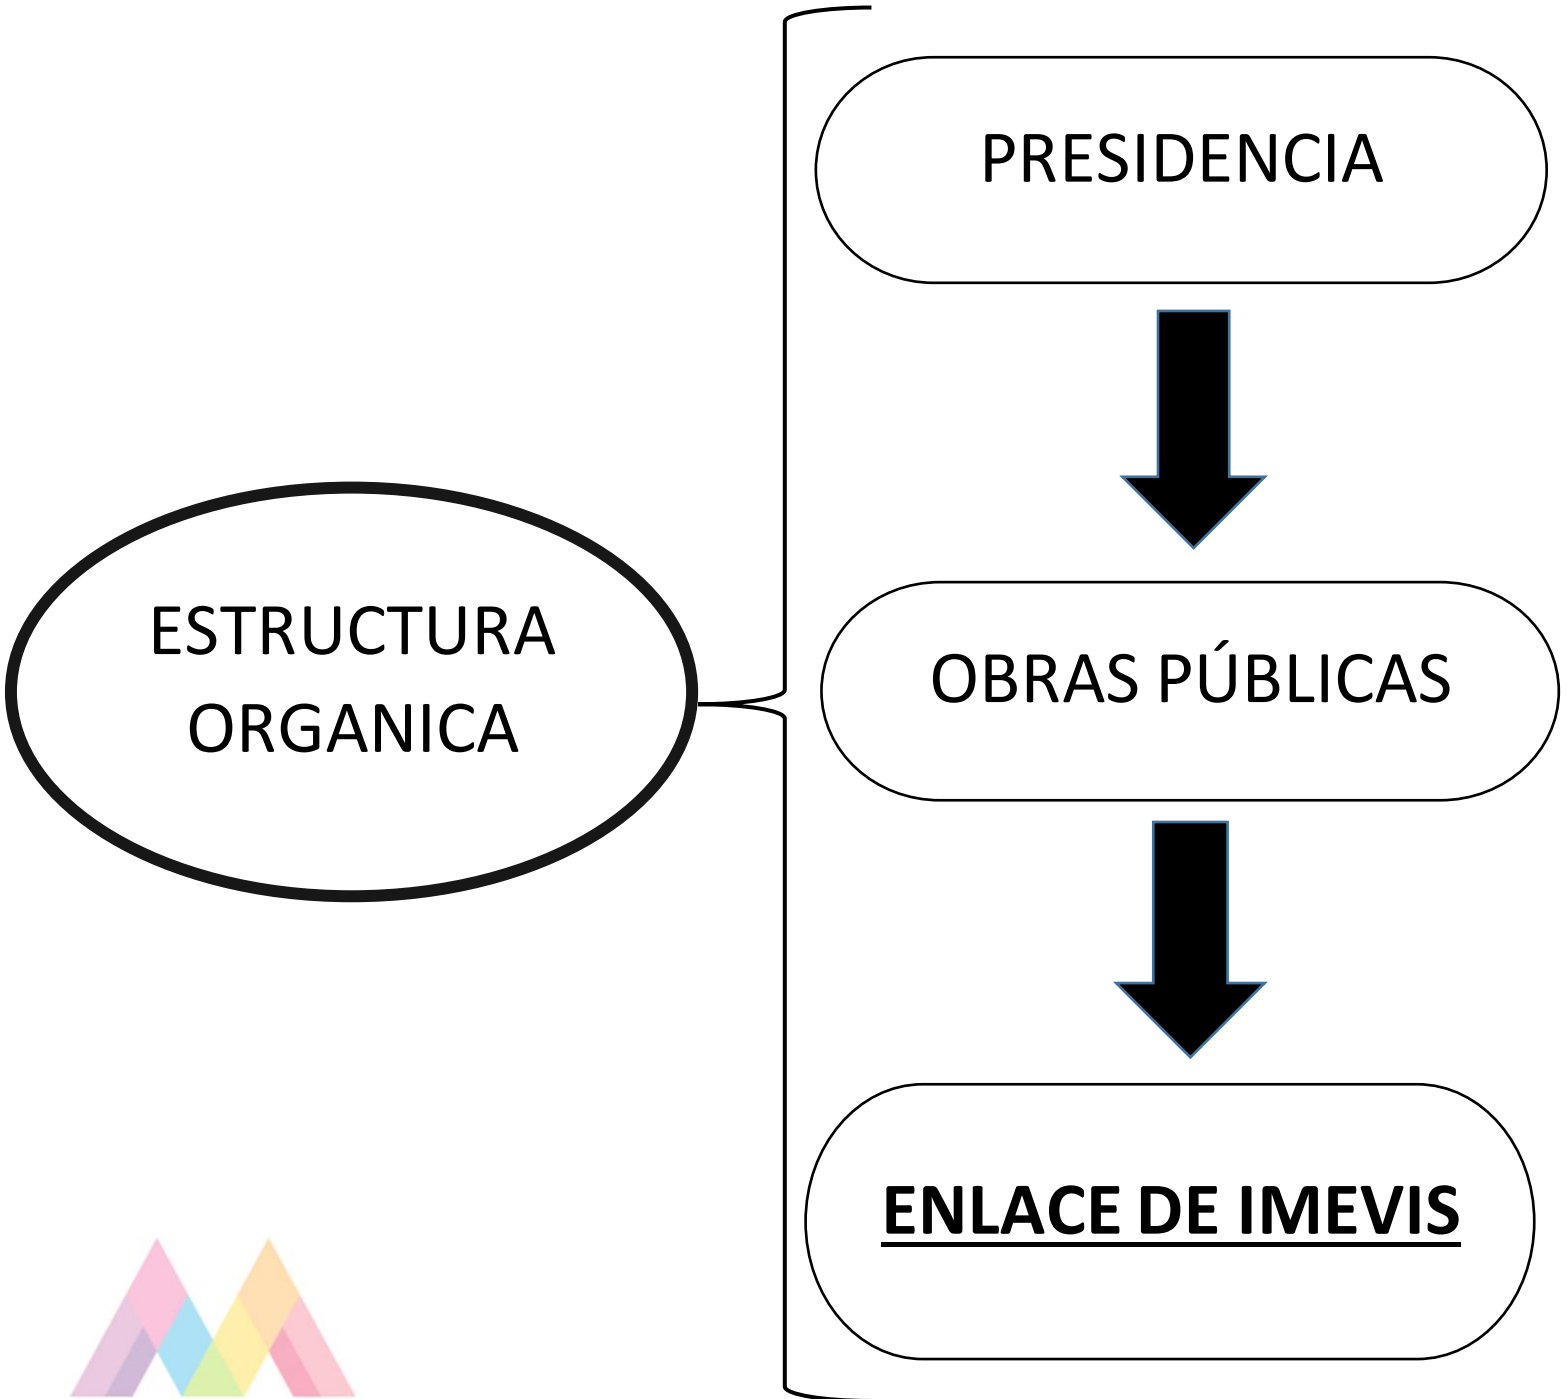 ESTRUCTURA
ORGANICA
PRESIDENCIA
OBRAS PÚBLICAS
ENLACE DE IMEVIS